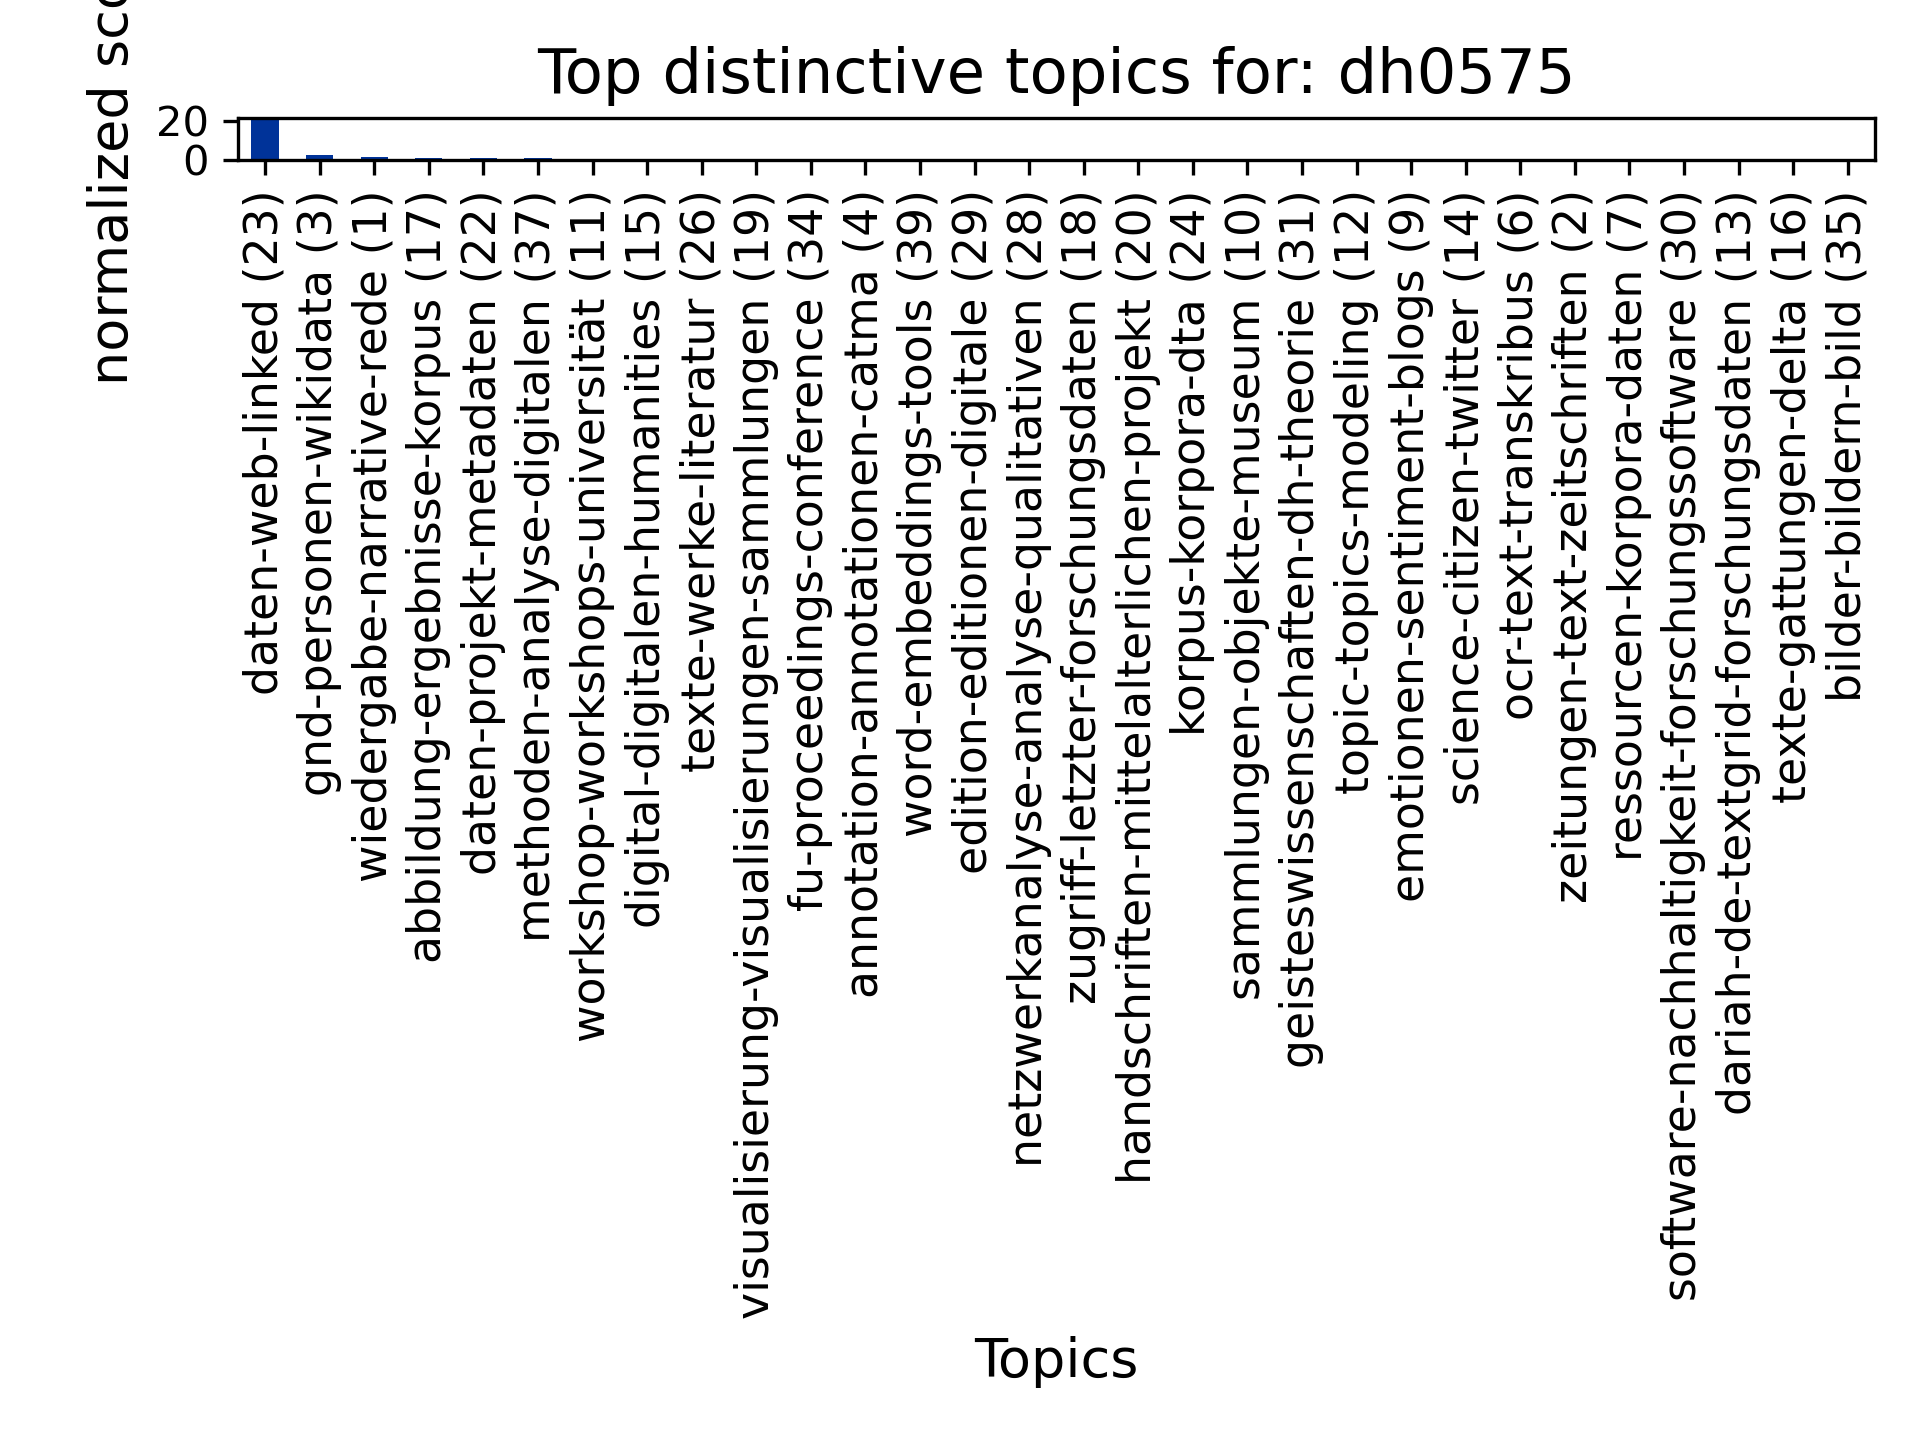 Top distinctive topics for: dh0575
normalized
20
0
daten-web-linked (23)
gnd-personen-wikidata (3)
wiedergabe-narrative-rede (1)
abbildung-ergebnisse-korpus (17)
daten-projekt-metadaten (22)
methoden-analyse-digitalen (37)
workshop-workshops-universität (11)
digital-digitalen-humanities (15)
texte-werke-literatur (26)
visualisierung-visualisierungen-sammlungen (19)
fu-proceedings-conference (34)
annotation-annotationen-catma (4)
word-embeddings-tools (39)
edition-editionen-digitale (29)
netzwerkanalyse-analyse-qualitativen (28)
zugriff-letzter-forschungsdaten (18)
handschriften-mittelalterlichen-projekt (20)
korpus-korpora-dta (24)
sammlungen-objekte-museum (10)
geisteswissenschaften-dh-theorie (31)
topic-topics-modeling (12)
emotionen-sentiment-blogs (9)
science-citizen-twitter (14)
ocr-text-transkribus (6)
zeitungen-text-zeitschriften (2)
ressourcen-korpora-daten (7)
software-nachhaltigkeit-forschungssoftware (30)
dariah-de-textgrid-forschungsdaten (13)
texte-gattungen-delta (16)
bilder-bildern-bild (35)
Topics